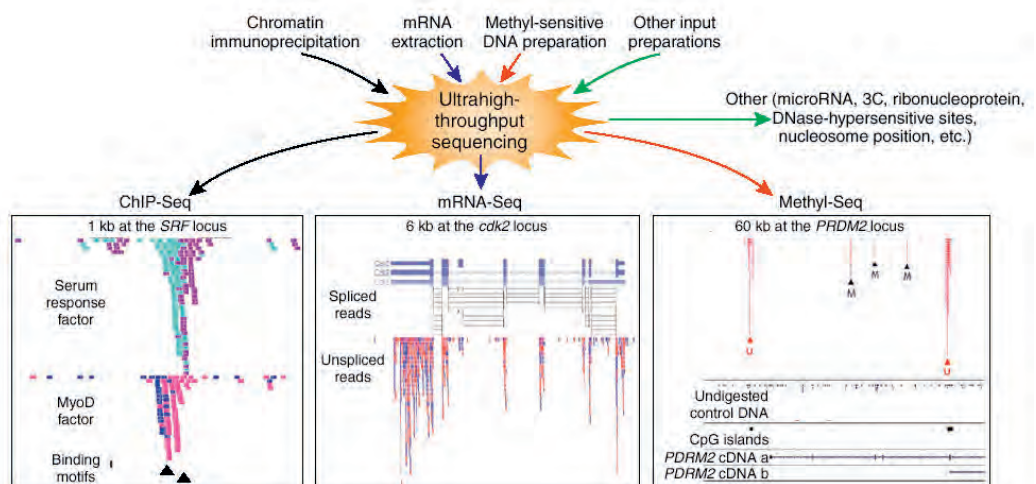 Chromatin
immunoprecipitation
mRNA
extraction
Methyl-sensitive
DNA preparation
Other input
preparations
Ultrahigh-
throughput
sequencing
Other (microRNA, 3C, ribonucleoprotein,
DNase-hypersensitive sites,
nucleosome position, etc.)
ChIP-Seq
1 kb at the SRF locus
Serum
response
factor
MyoD
factor
Binding
motifs
mRNA-Seq
6 kb at the cdk2 locus
Spliced
reads
Unspliced
reads
Methyl-Seq
60 kb at the PRDM2 locus
M
M
M
U
U
Undigested
control DNA
CpG islands
PDRM2 cDNA a
PDRM2 cDNA b